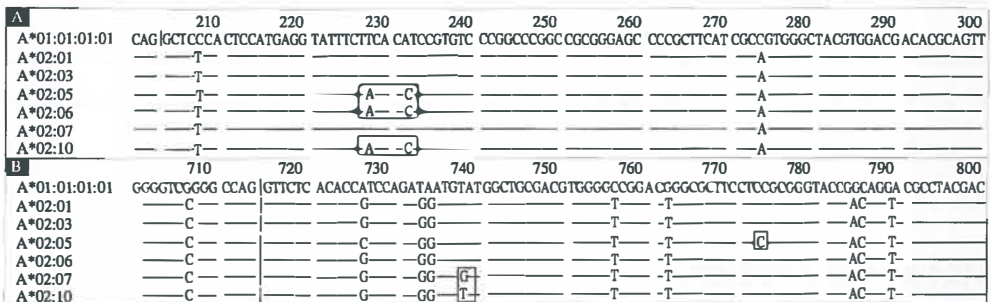 A 210 220 230 240 250 260 270 280 290 300
A*01:01:01:01 CAG|GCTCCCA CTCCATGAGG TATTTCTTCA CATCCGTGTC CCGGCCCGGC CGCGGGAGC CCCGCTTCAT CGCCGTGGGCTACGTGGACG ACACGCAGTT
A*02:01 T A
A*02:03 T A
A*02:05 T A— -C A
A*02:06 T A— -C A
A*02:07 T A
A*02:10 T A— -C A
B 710 720 730 740 750 760 770 780 790 800
A*01:01:01:01 GGGGTCGGGG CCAG|GTTCTC ACACCATCCAGATAATGTATGGCTGCGACGTGGGGCCGGA CGGGCGCTTCCTCCGCGGGTACCGGCAGGA CGCCTACGAC
A*02:01 C | G GG T -T AC T-
A*02:03 C G GG T -T AC T-
A*02:05 C C GG T -T C AC T-
A*02:06 C G GG T -T AC T-
A*02:07 C G GG G T -T AC T-
A*02:10 C G GG T T -T AC T-